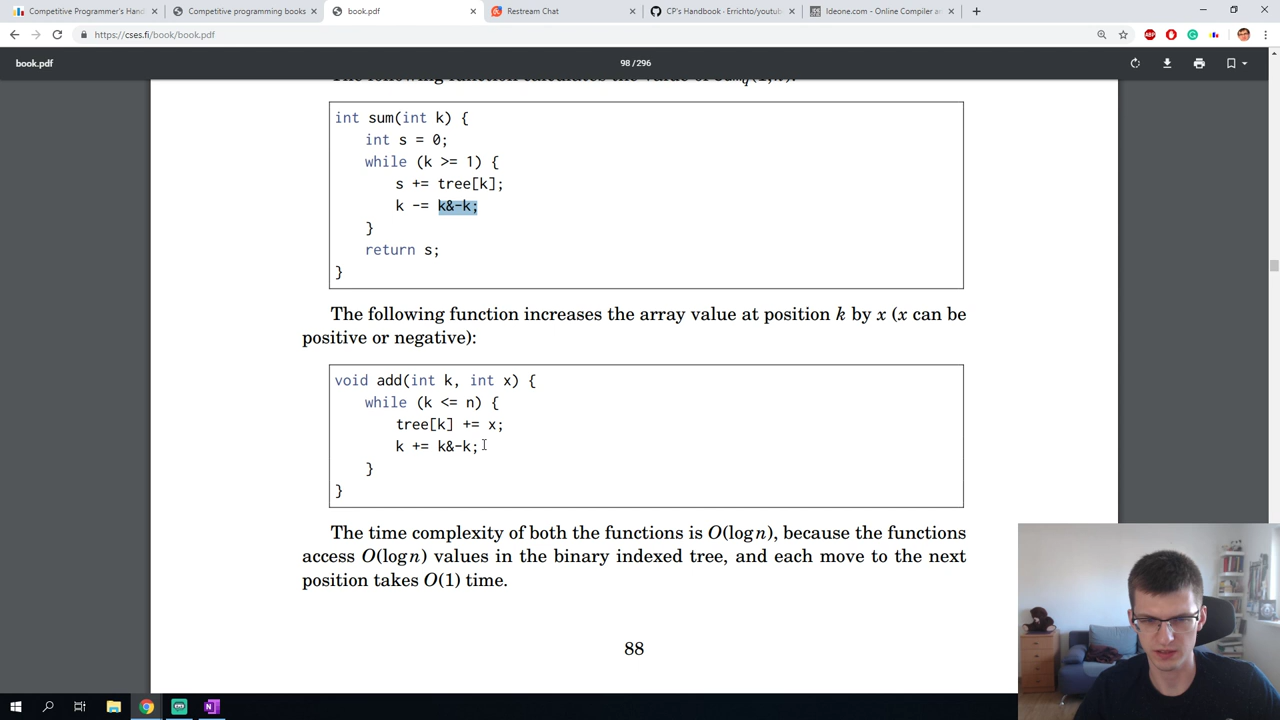 Competitive Programmer's Handl
Competitive programming books
book.pdf
Restream Chat
CP's Handbook · Errichto/youtub
Ideone.com - Online Compiler a
https://cses.fi/book/book.pdf
book.pdf
98 / 296
int sum(int k) {
int s = 0;
while (k >= 1) {
s += tree[k];
k -= k&-k;
}
return s;
}
The following function increases the array value at position k by x (x can be
positive or negative):
void add(int k, int x) {
while (k <= n) {
tree[k] += x;
k += k&-k;
}
}
The time complexity of both the functions is O(log n), because the functions
access O(log n) values in the binary indexed tree, and each move to the next
position takes O(1) time.
88